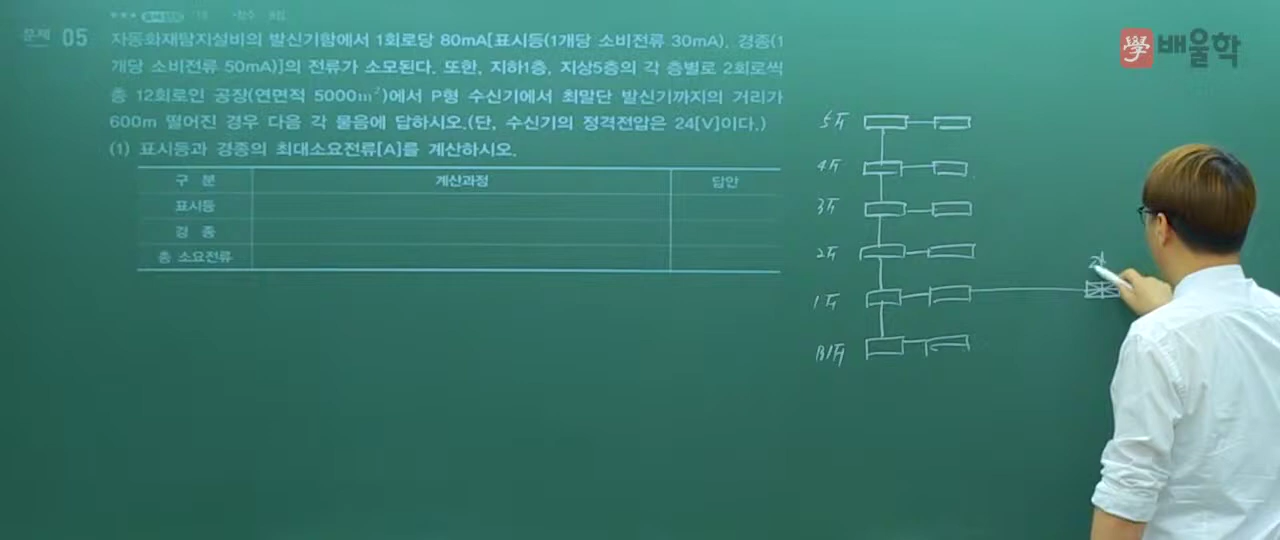 배울학
문제 05
자동화재탐지설비의 발신기함에서 1회로당 80mA[표시등(1개당 소비전류 30mA), 경종(1
개당 소비전류 50mA)]의 전류가 소모된다. 또한, 지하1층, 지상5층의 각 층별로 2회로씩
총 12회로인 공장(연면적 5000m²)에서 P형 수신기에서 최말단 발신기까지의 거리가
600m 떨어진 경우 다음 각 물음에 답하시오.(단, 수신기의 정격전압은 24[V]이다.)
(1) 표시등과 경종의 최대소요전류[A]를 계산하시오.
구 분 계산과정 답안
표시등
경 종
총 소요전류
5F
4F
3F
2F
1F
B1F